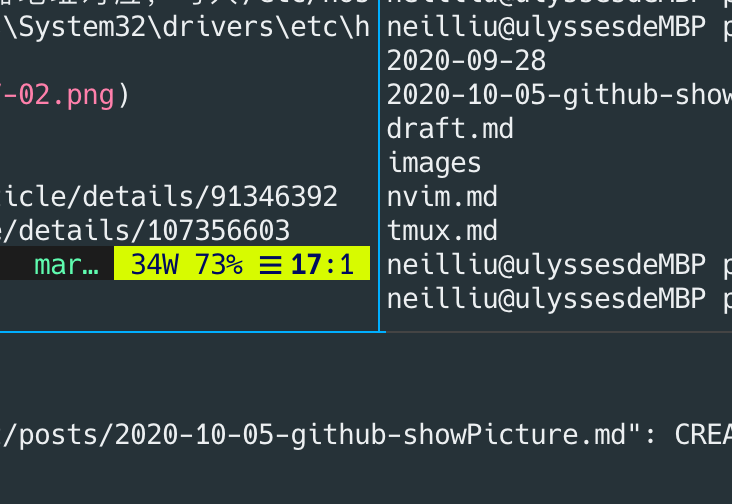 \System32\drivers\etc\h
-02.png)
icle/details/91346392
/details/107356603
mar… 34W 73% ☰ 17:1
neilliu@ulyssesdeMBP p
2020-09-28
2020-10-05-github-show
draft.md
images
nvim.md
tmux.md
neilliu@ulyssesdeMBP p
neilliu@ulyssesdeMBP p
/posts/2020-10-05-github-showPicture.md": CREA